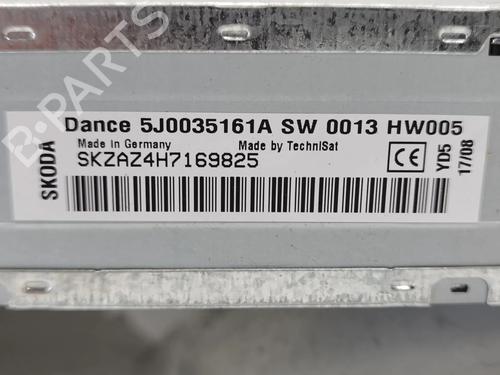 Dance 5J0035161A SW 0013 HW005
Made in Germany Made by TechniSat
SKZAZ4H7169825
SKODA
CE
YD5
17/08
B-PARTS